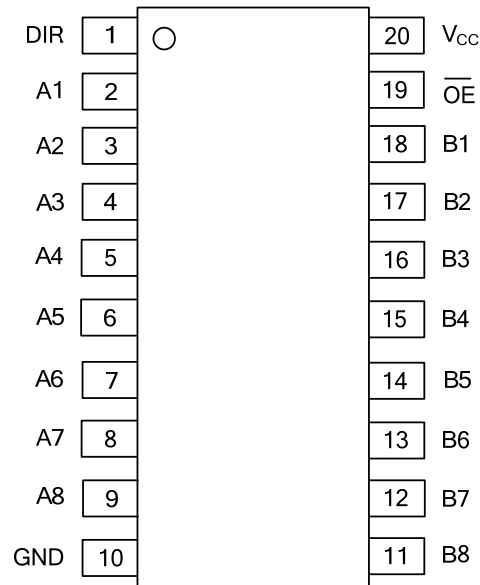 DIR 1 20 V_CC
A1 2 19 O̅E̅
A2 3 18 B1
A3 4 17 B2
A4 5 16 B3
A5 6 15 B4
A6 7 14 B5
A7 8 13 B6
A8 9 12 B7
GND 10 11 B8